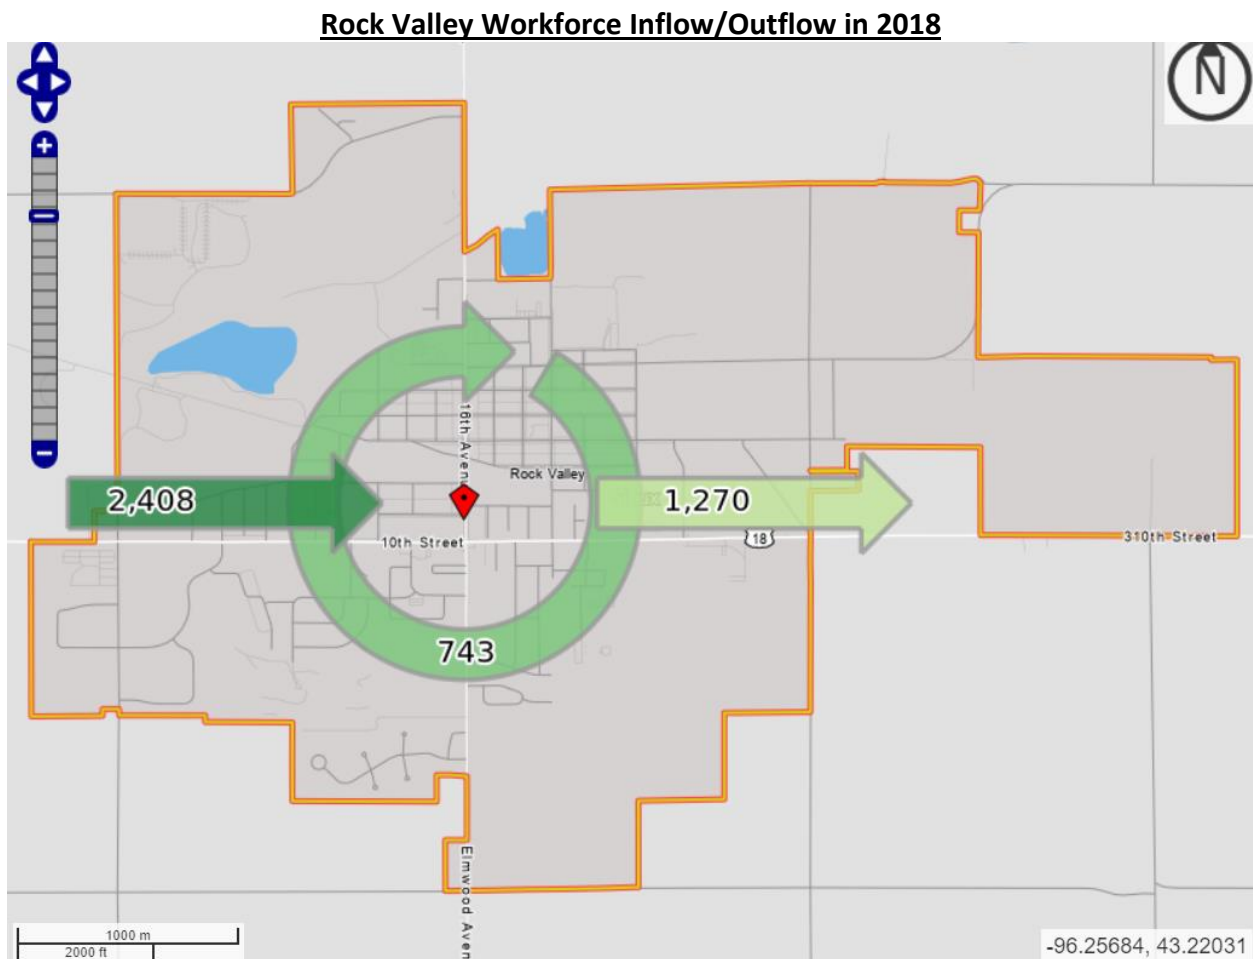 Rock Valley Workforce Inflow/Outflow in 2018
N
+
16th Avenu
Rock Valley
2,408
1,270
10th Street
18
310th Street
743
Elmwood Aven
1000 m
2000 ft
-96.25684, 43.22031